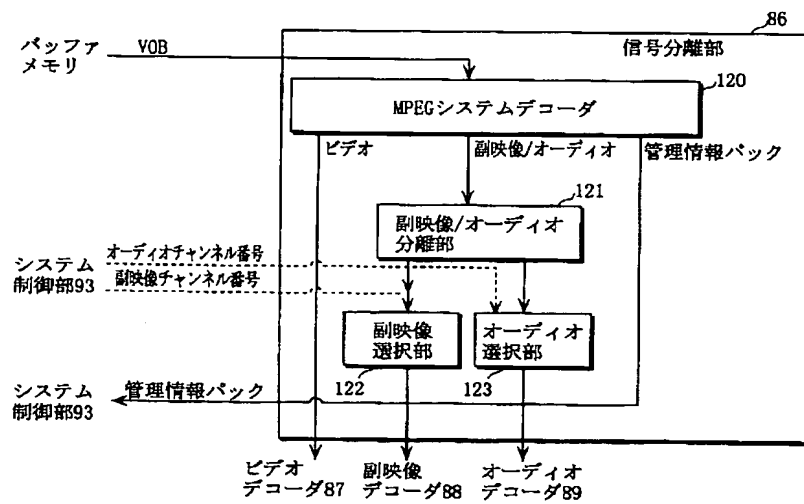 86
バッファ
メモリ
VOB
信号分離部
120
MPEGシステムデコーダ
ビデオ
副映像/オーディオ
管理情報パック
121
副映像/オーディオ
分離部
オーディオチャンネル番号
システム
制御部93
副映像チャンネル番号
副映像
選択部
オーディオ
選択部
122
123
システム
制御部93
管理情報パック
ビデオ
デコーダ87
副映像
デコーダ88
オーディオ
デコーダ89